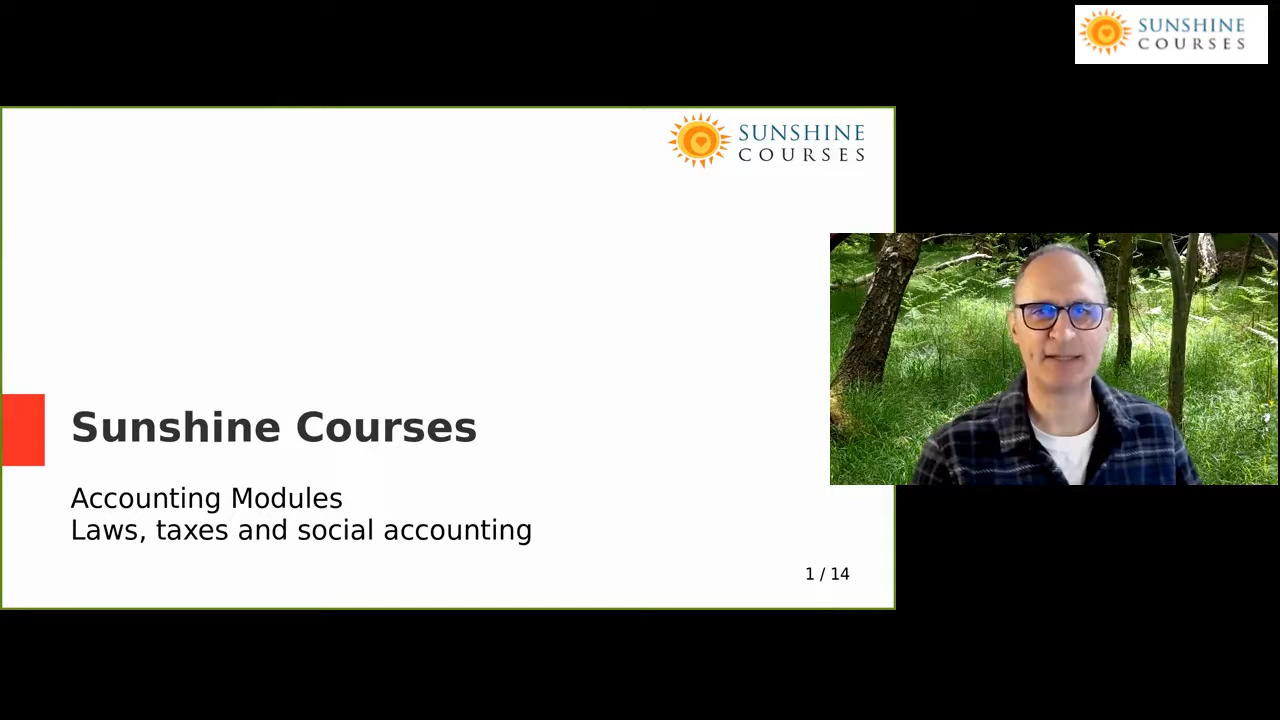 SUNSHINE
COURSES
SUNSHINE
COURSES
Sunshine Courses
Accounting Modules
Laws, taxes and social accounting
1 / 14